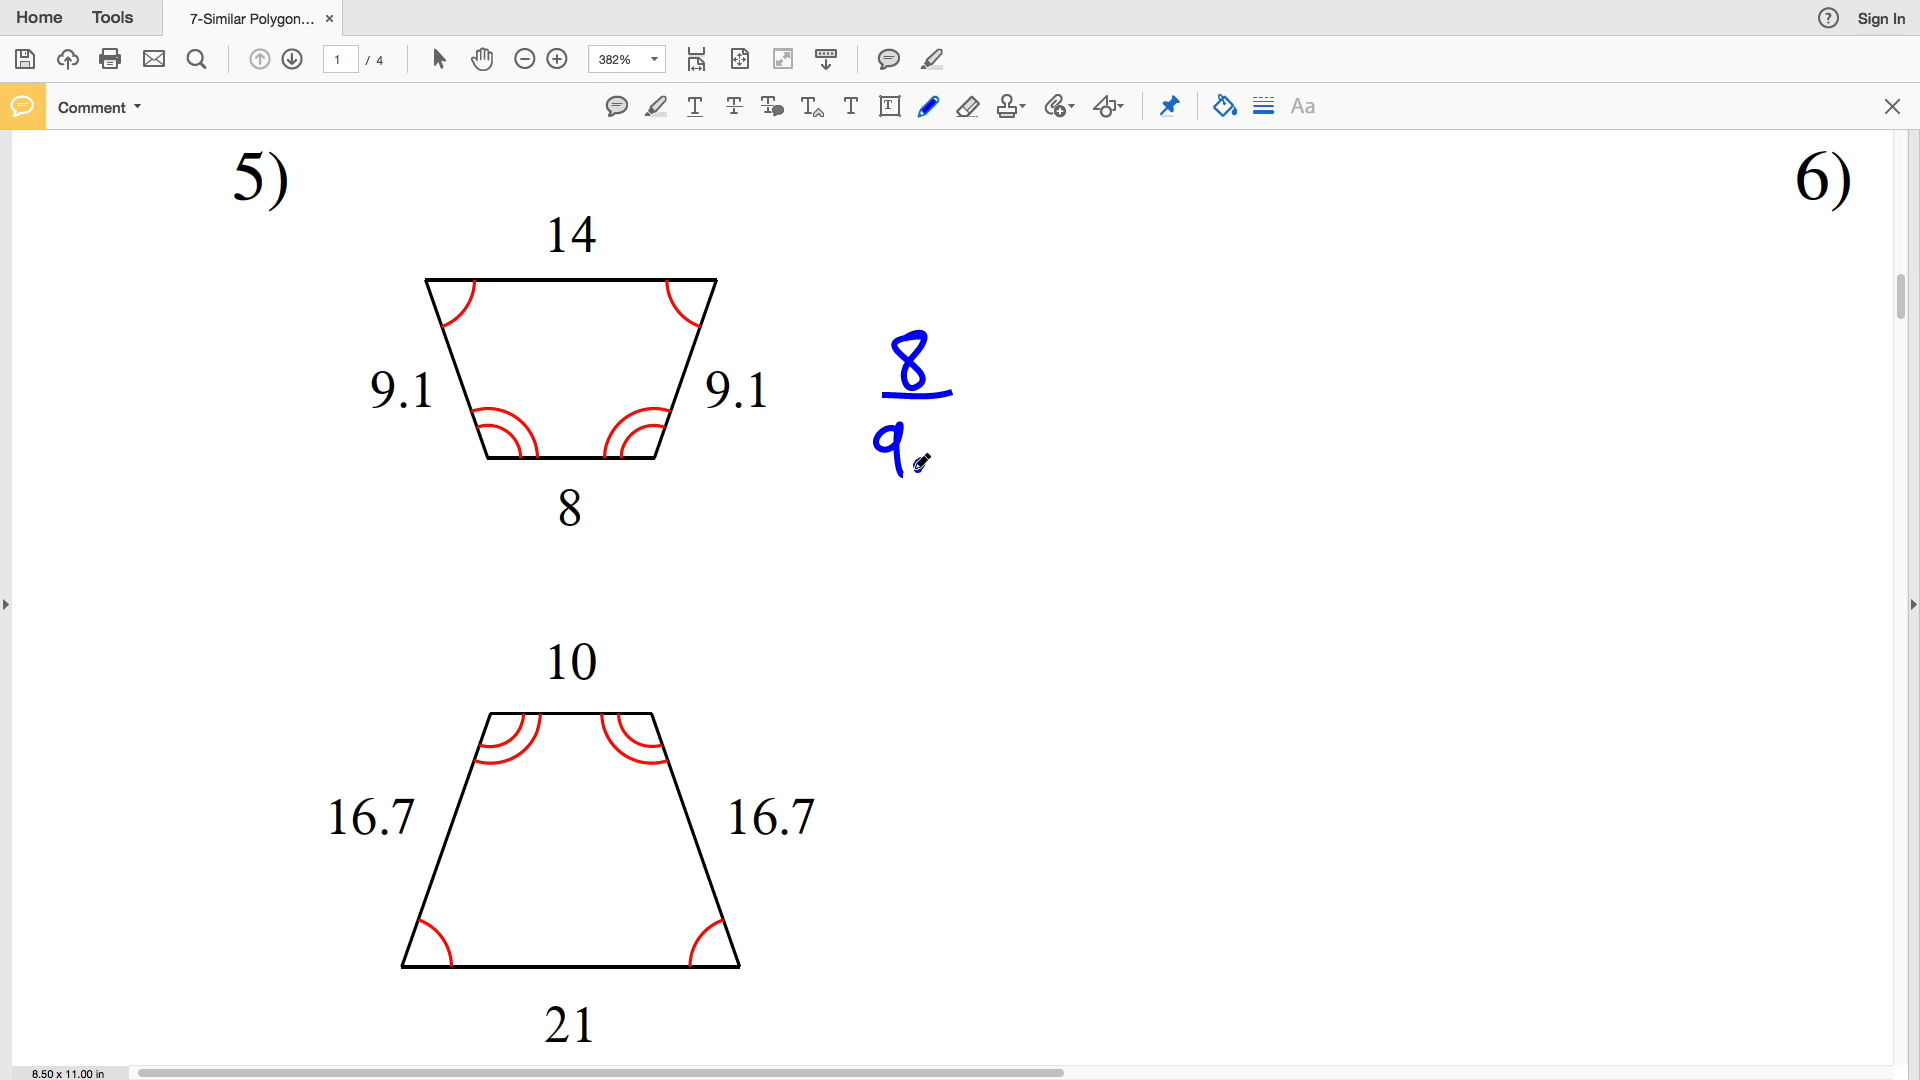 Home Tools 7-Similar Polygon... × ? Sign In
1 / 4 382%
Comment T T T T T T Aa
5) 6)
14
9.1 9.1
8
8
9.
10
16.7 16.7
21
8.50 x 11.00 in